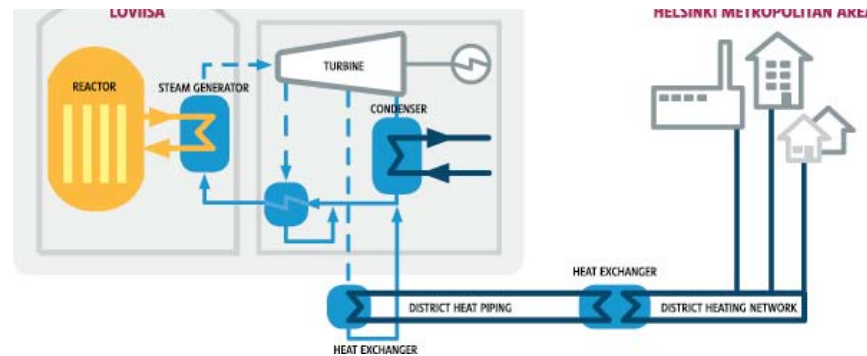 LOVIISA
HELSINKI METROPOLITAN AREA
TURBINE
REACTOR
STEAM GENERATOR
CONDENSER
HEAT EXCHANGER
DISTRICT HEAT PIPING
DISTRICT HEATING NETWORK
HEAT EXCHANGER